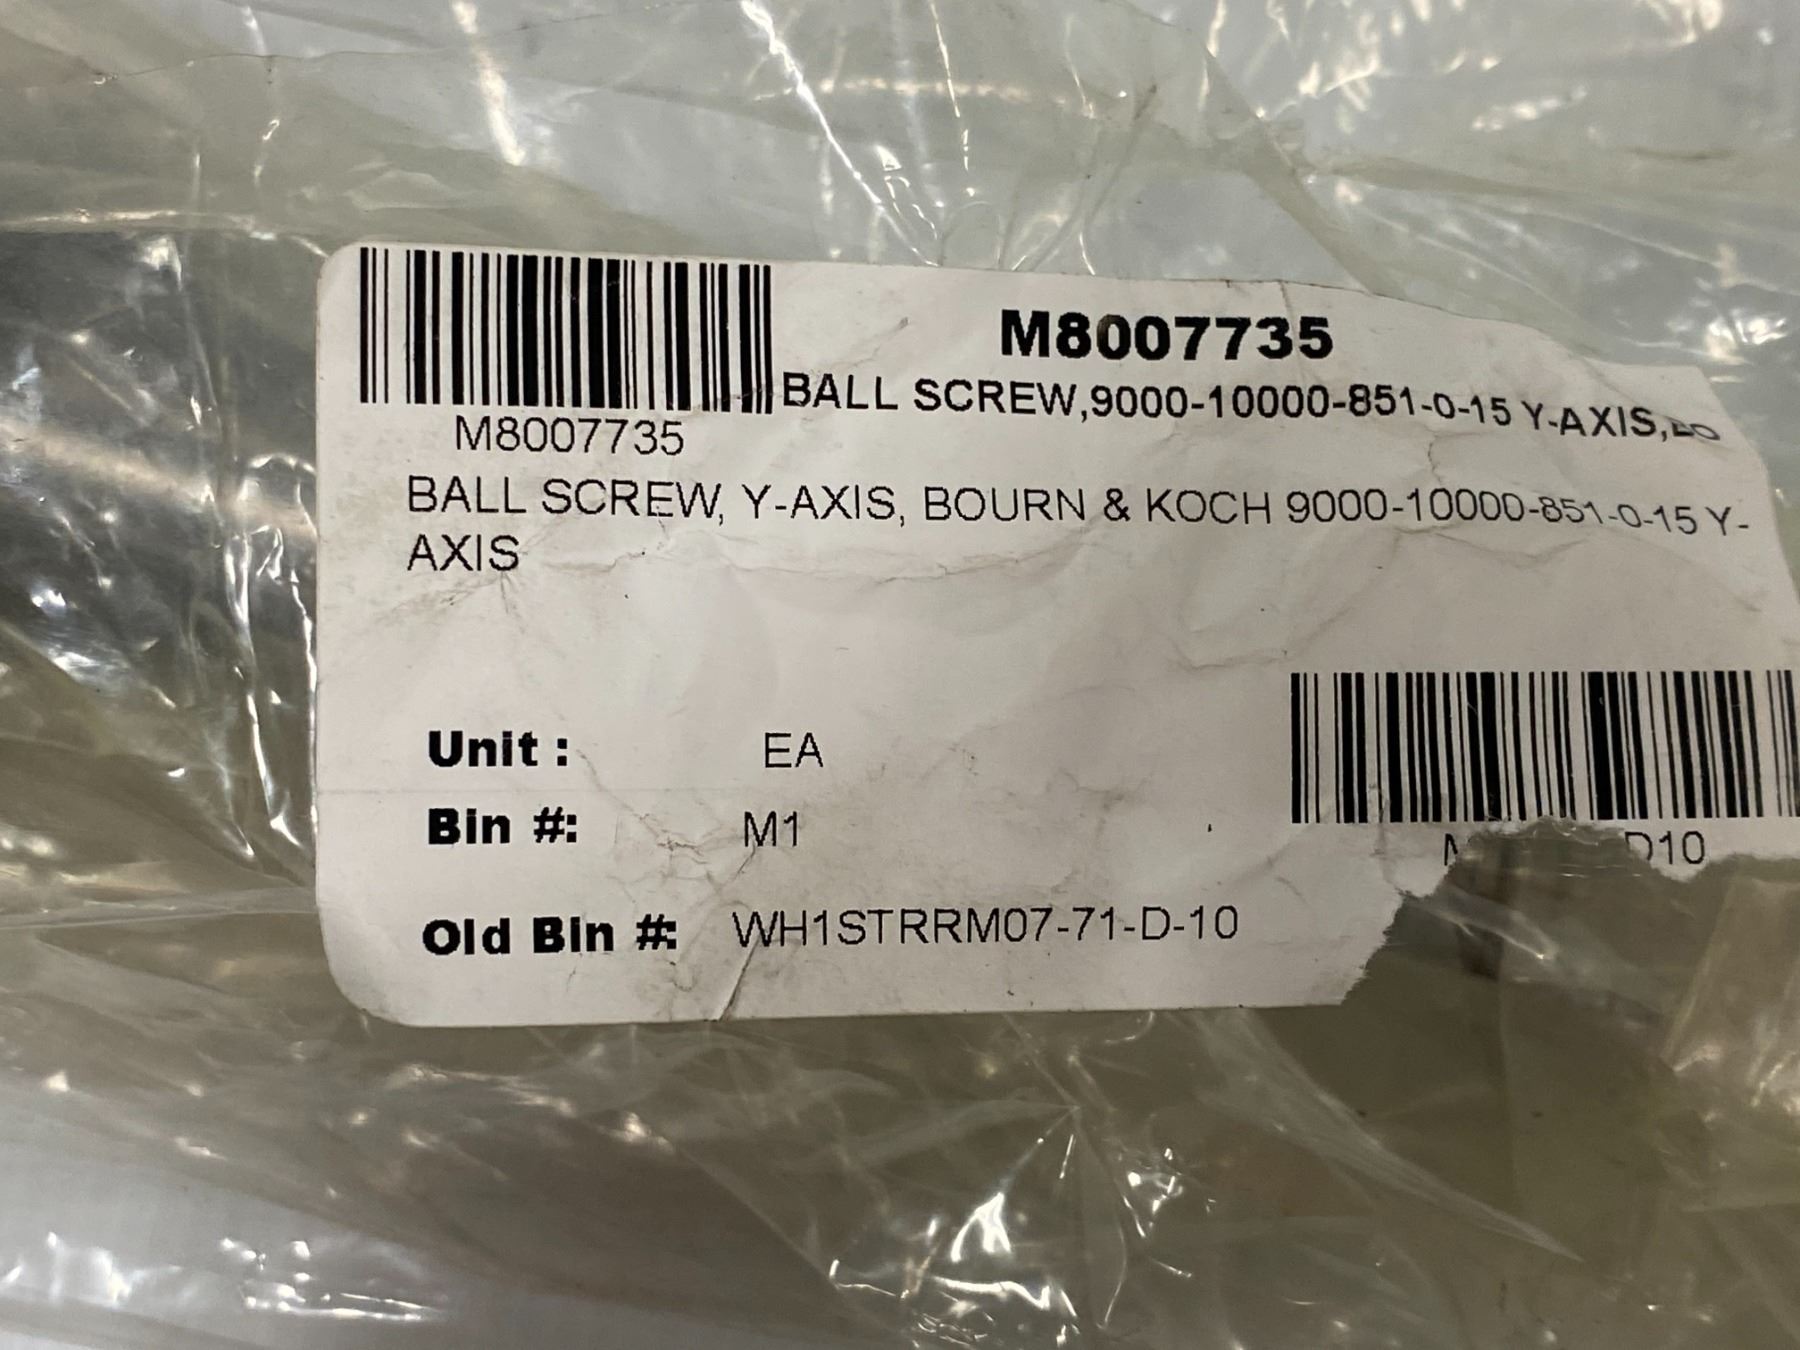 M8007735
BALL SCREW,9000-10000-851-0-15 Y-AXIS,
M8007735
BALL SCREW, Y-AXIS, BOURN & KOCH 9000-10000-851-0-15 Y-
AXIS
Unit : EA
Bin #: M1
D10
Old Bin #: WH1STRRM07-71-D-10